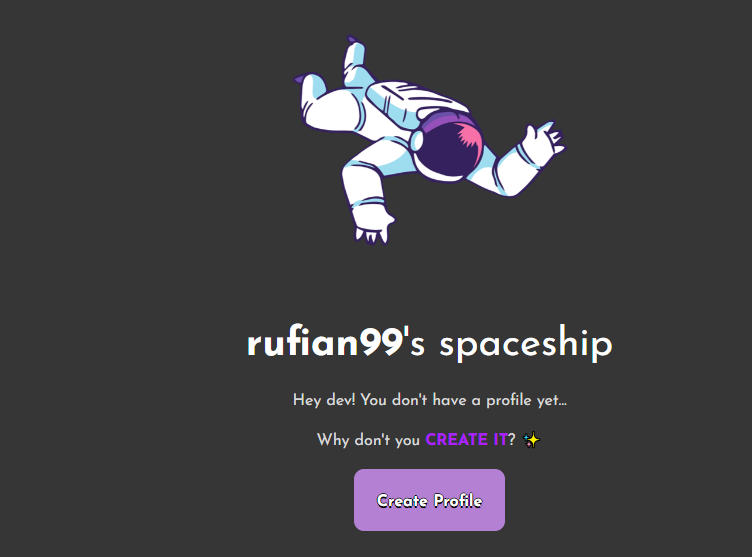 rufian99's spaceship
Hey dev! You don't have a profile yet...
Why don't you CREATE IT? ✨
Create Profile